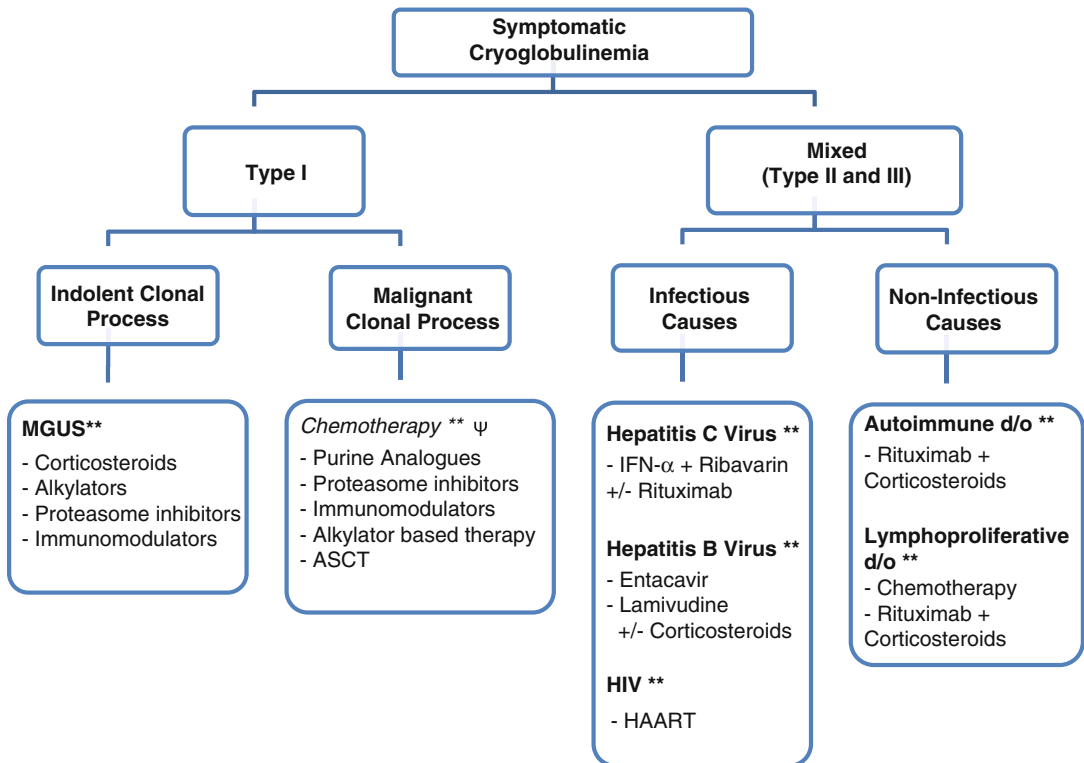 Symptomatic
Cryoglobulinemia
Type I
Mixed
(Type II and III)
Indolent Clonal
Process
Malignant
Clonal Process
Infectious
Causes
Non-Infectious
Causes
MGUS**
- Corticosteroids
- Alkylators
- Proteasome inhibitors
- Immunomodulators
Chemotherapy ** ψ
- Purine Analogues
- Proteasome inhibitors
- Immunomodulators
- Alkylator based therapy
- ASCT
Hepatitis C Virus **
- IFN-α + Ribavarin
+/- Rituximab
Hepatitis B Virus **
- Entacavir
- Lamivudine
+/- Corticosteroids
HIV **
- HAART
Autoimmune d/o **
- Rituximab +
Corticosteroids
Lymphoproliferative
d/o **
- Chemotherapy
- Rituximab +
Corticosteroids